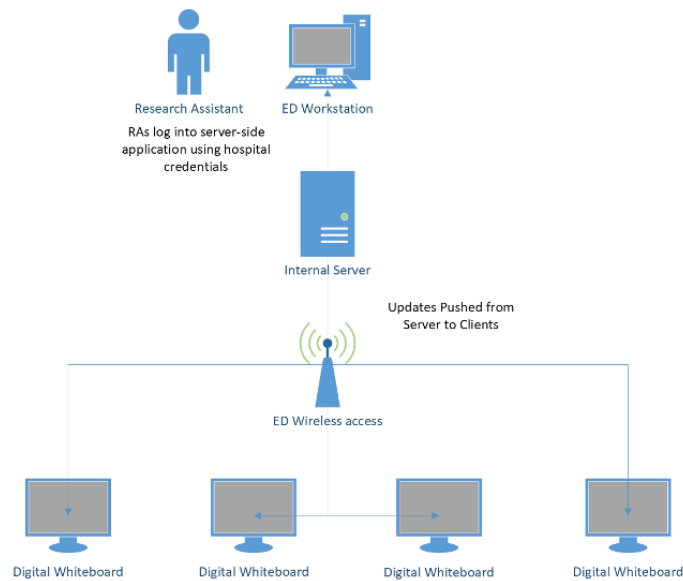 Research Assistant
ED Workstation
RAs log into server-side
application using hospital
credentials
Internal Server
Updates Pushed from
Server to Clients
ED Wireless access
Digital Whiteboard
Digital Whiteboard
Digital Whiteboard
Digital Whiteboard